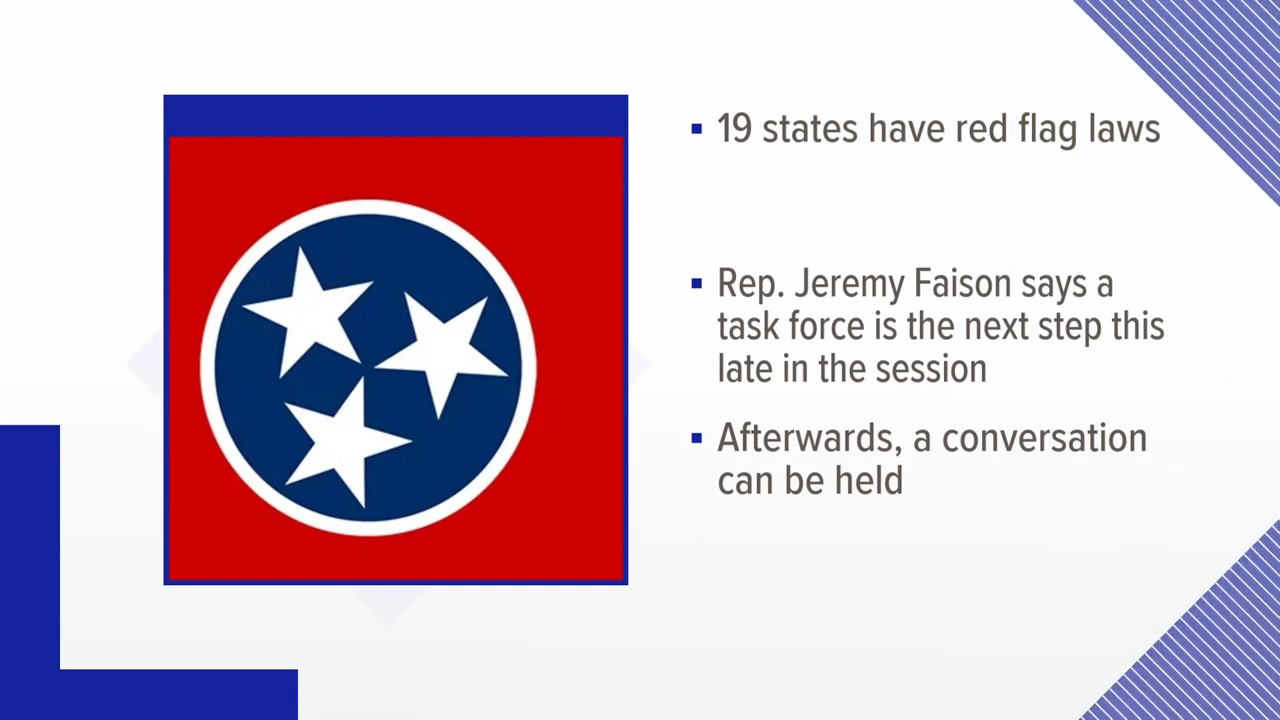 19 states have red flag laws
Rep. Jeremy Faison says a
task force is the next step this
late in the session
Afterwards, a conversation
can be held